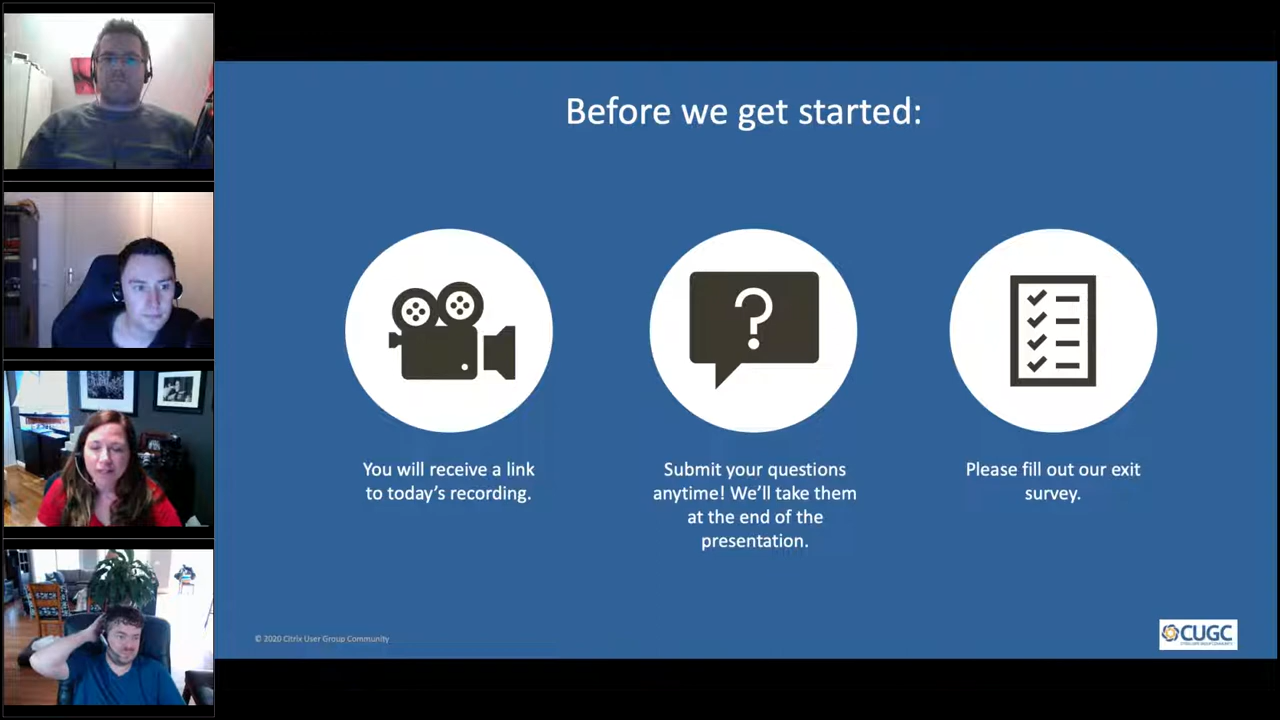 Before we get started:
You will receive a link
to today's recording.
Submit your questions
anytime! We'll take them
at the end of the
presentation.
Please fill out our exit
survey.
© 2020 Citrix User Group Community
CUGC